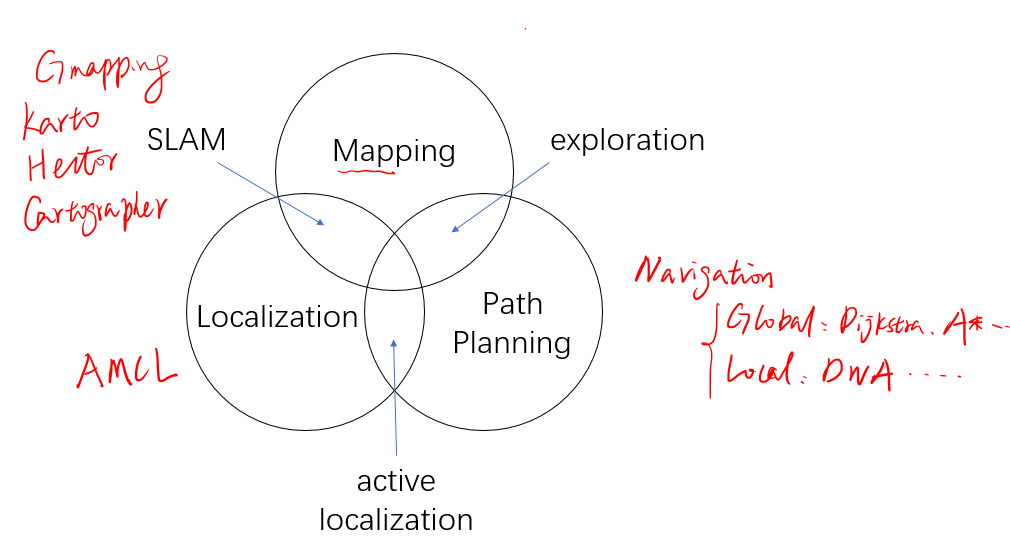 Gmapping
Karto
Hector
Cartographer
SLAM
Mapping
exploration
Localization
Path
Planning
Navigation
Global: Dijkstra. A* ...
Local: DWA .....
AMCL
active
localization